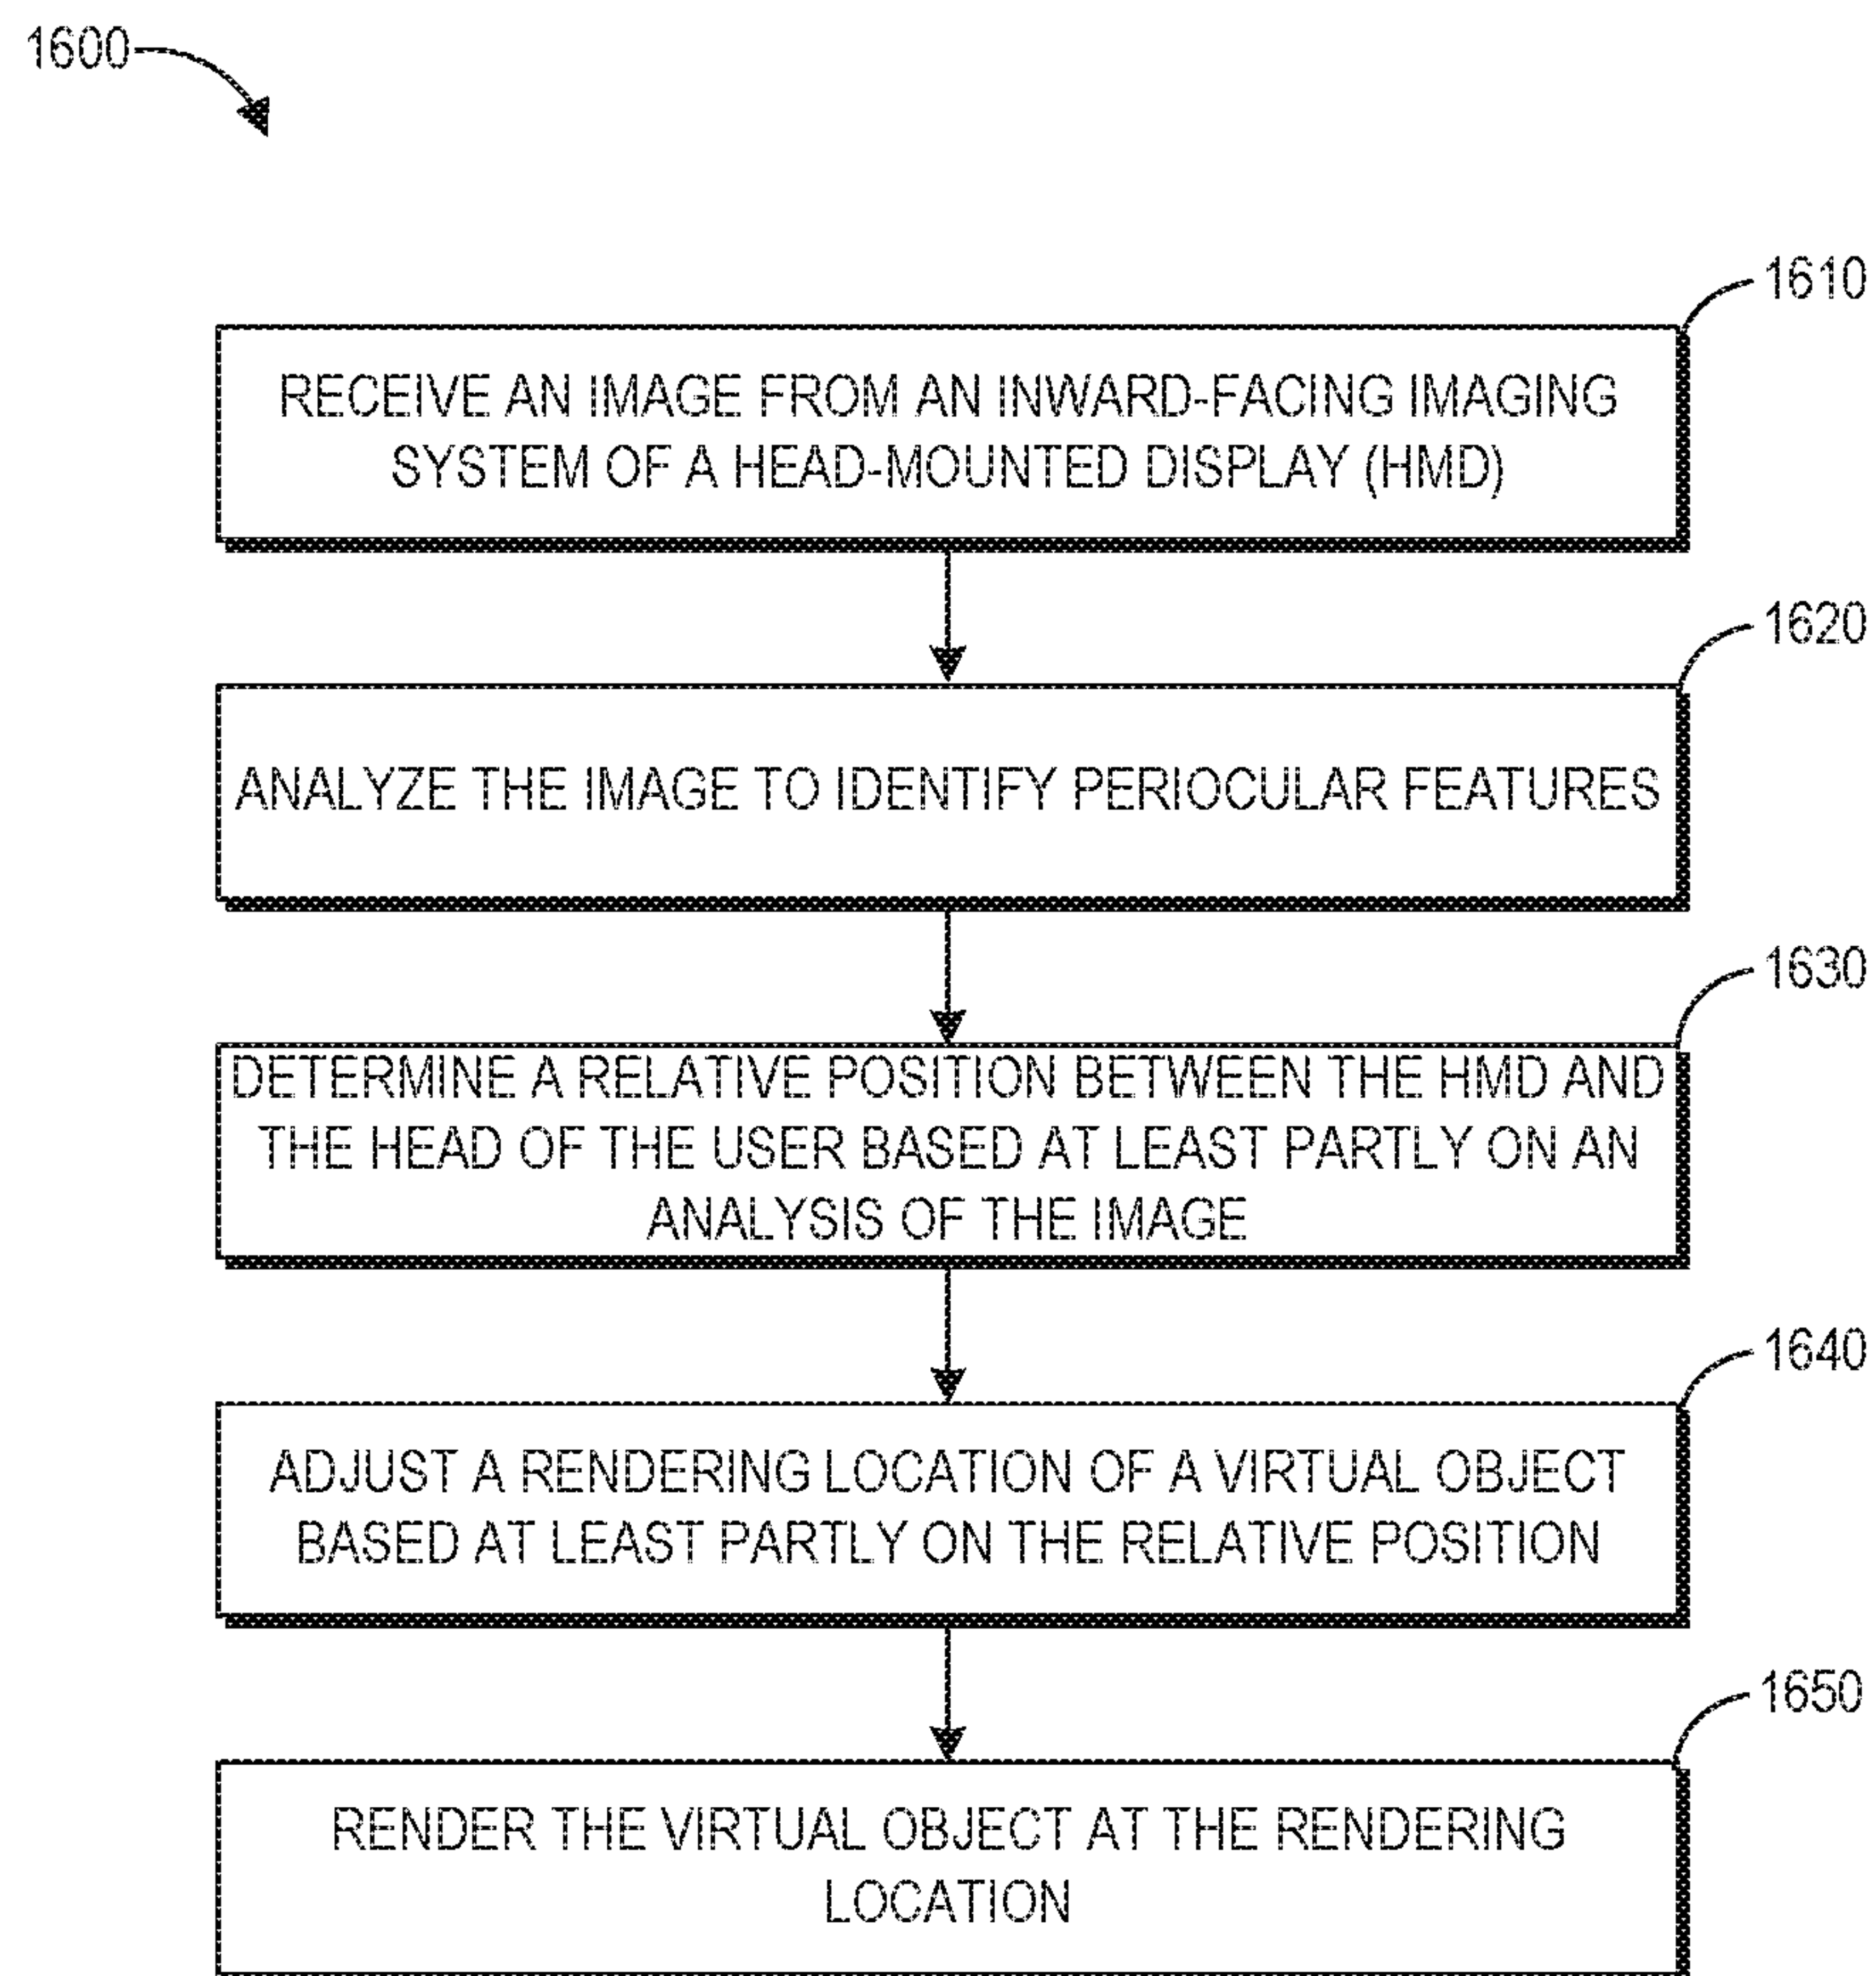 1600
1610
RECEIVE AN IMAGE FROM AN INWARD-FACING IMAGING
SYSTEM OF A HEAD-MOUNTED DISPLAY (HMD)
1620
ANALYZE THE IMAGE TO IDENTIFY PERIOCULAR FEATURES
1630
DETERMINE A RELATIVE POSITION BETWEEN THE HMD AND
THE HEAD OF THE USER BASED AT LEAST PARTLY ON AN
ANALYSIS OF THE IMAGE
1640
ADJUST A RENDERING LOCATION OF A VIRTUAL OBJECT
BASED AT LEAST PARTLY ON THE RELATIVE POSITION
1650
RENDER THE VIRTUAL OBJECT AT THE RENDERING
LOCATION